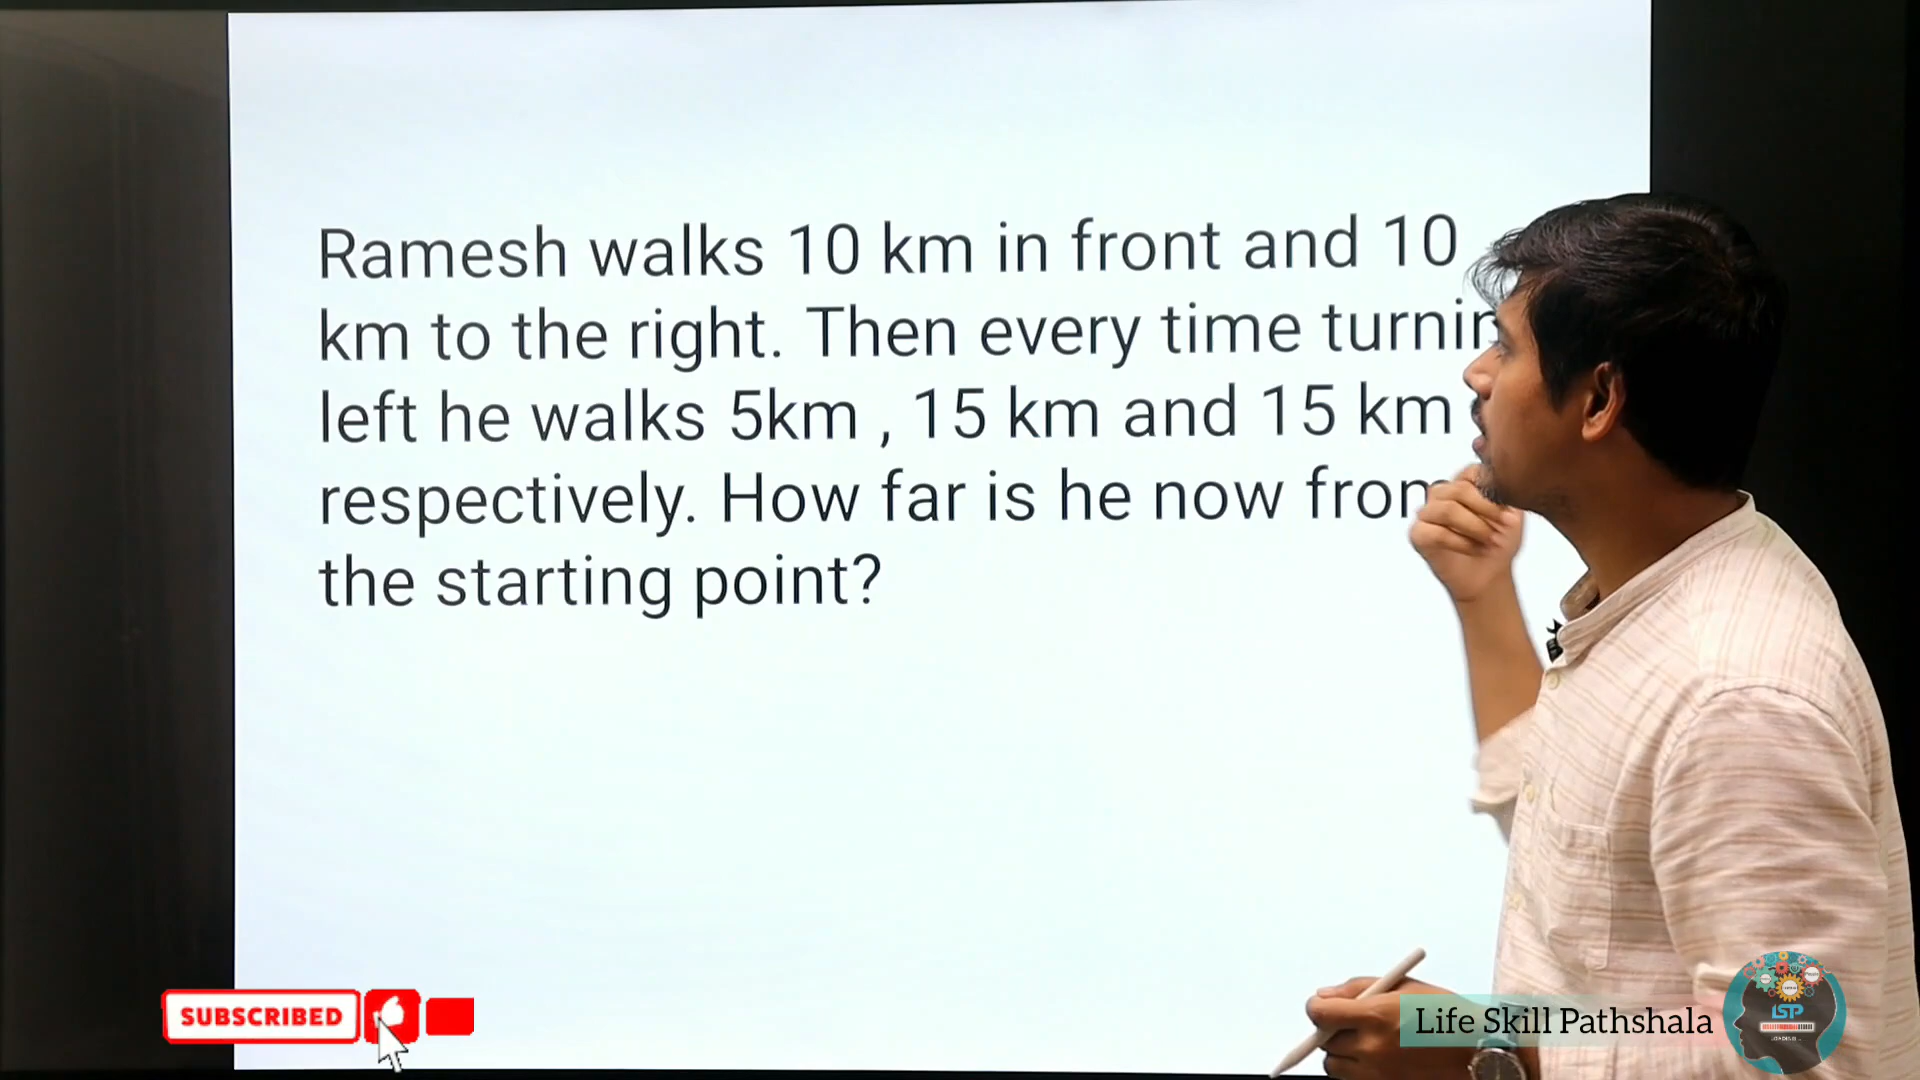 Ramesh walks 10 km in front and 10
km to the right. Then every time
left he walks 5km , 15 km and 15 km
respectively. How far is he now
the starting point?
SUBSCRIBED
Life Skill Pathshala
LSP